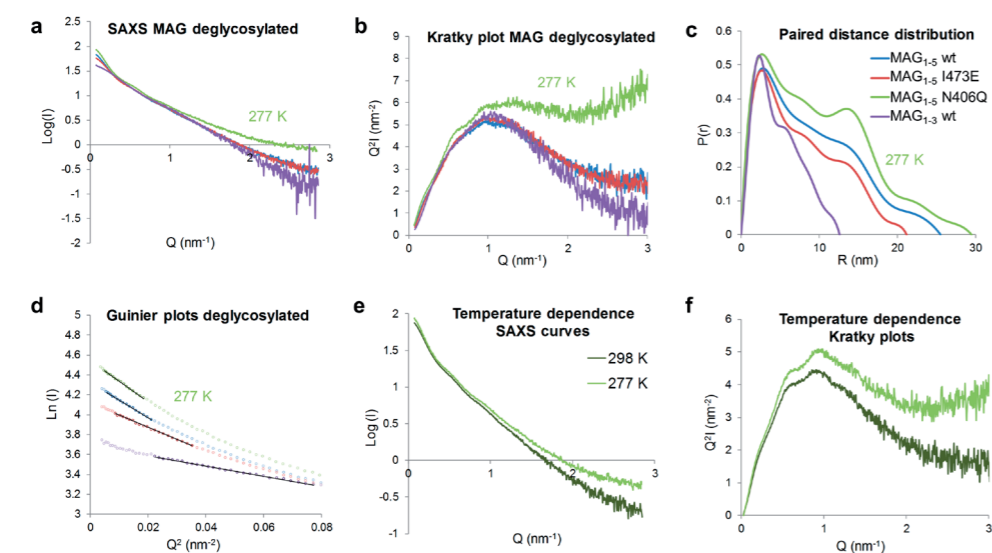 a
SAXS MAG deglycosylated
2.5
2
1.5
1
0.5
0
-0.5
-1
-1.5
-2
0
1
2
3
Log(I)
Q (nm⁻¹)
277 K
b
Kratky plot MAG deglycosylated
9
8
7
6
5
4
3
2
1
0
0
1
2
3
Q²I (nm⁻²)
Q (nm⁻¹)
277 K
c
Paired distance distribution
0.6
0.5
0.4
0.3
0.2
0.1
0
0
10
20
30
P(r)
R (nm)
MAG₁₋₅ wt
MAG₁₋₅ I473E
MAG₁₋₅ N406Q
MAG₁₋₃ wt
277 K
d
Guinier plots deglycosylated
5
4.8
4.6
4.4
4.2
4
3.8
3.6
3.4
3.2
3
0
0.02
0.04
0.06
0.08
Ln (I)
Q² (nm⁻²)
277 K
e
Temperature dependence
SAXS curves
2
1.5
1
0.5
0
-0.5
-1
1
2
3
Log (I)
Q (nm⁻¹)
298 K
277 K
f
Temperature dependence
Kratky plots
6
5
4
3
2
1
0
0
1
2
3
Q²I (nm⁻²)
Q (nm⁻¹)